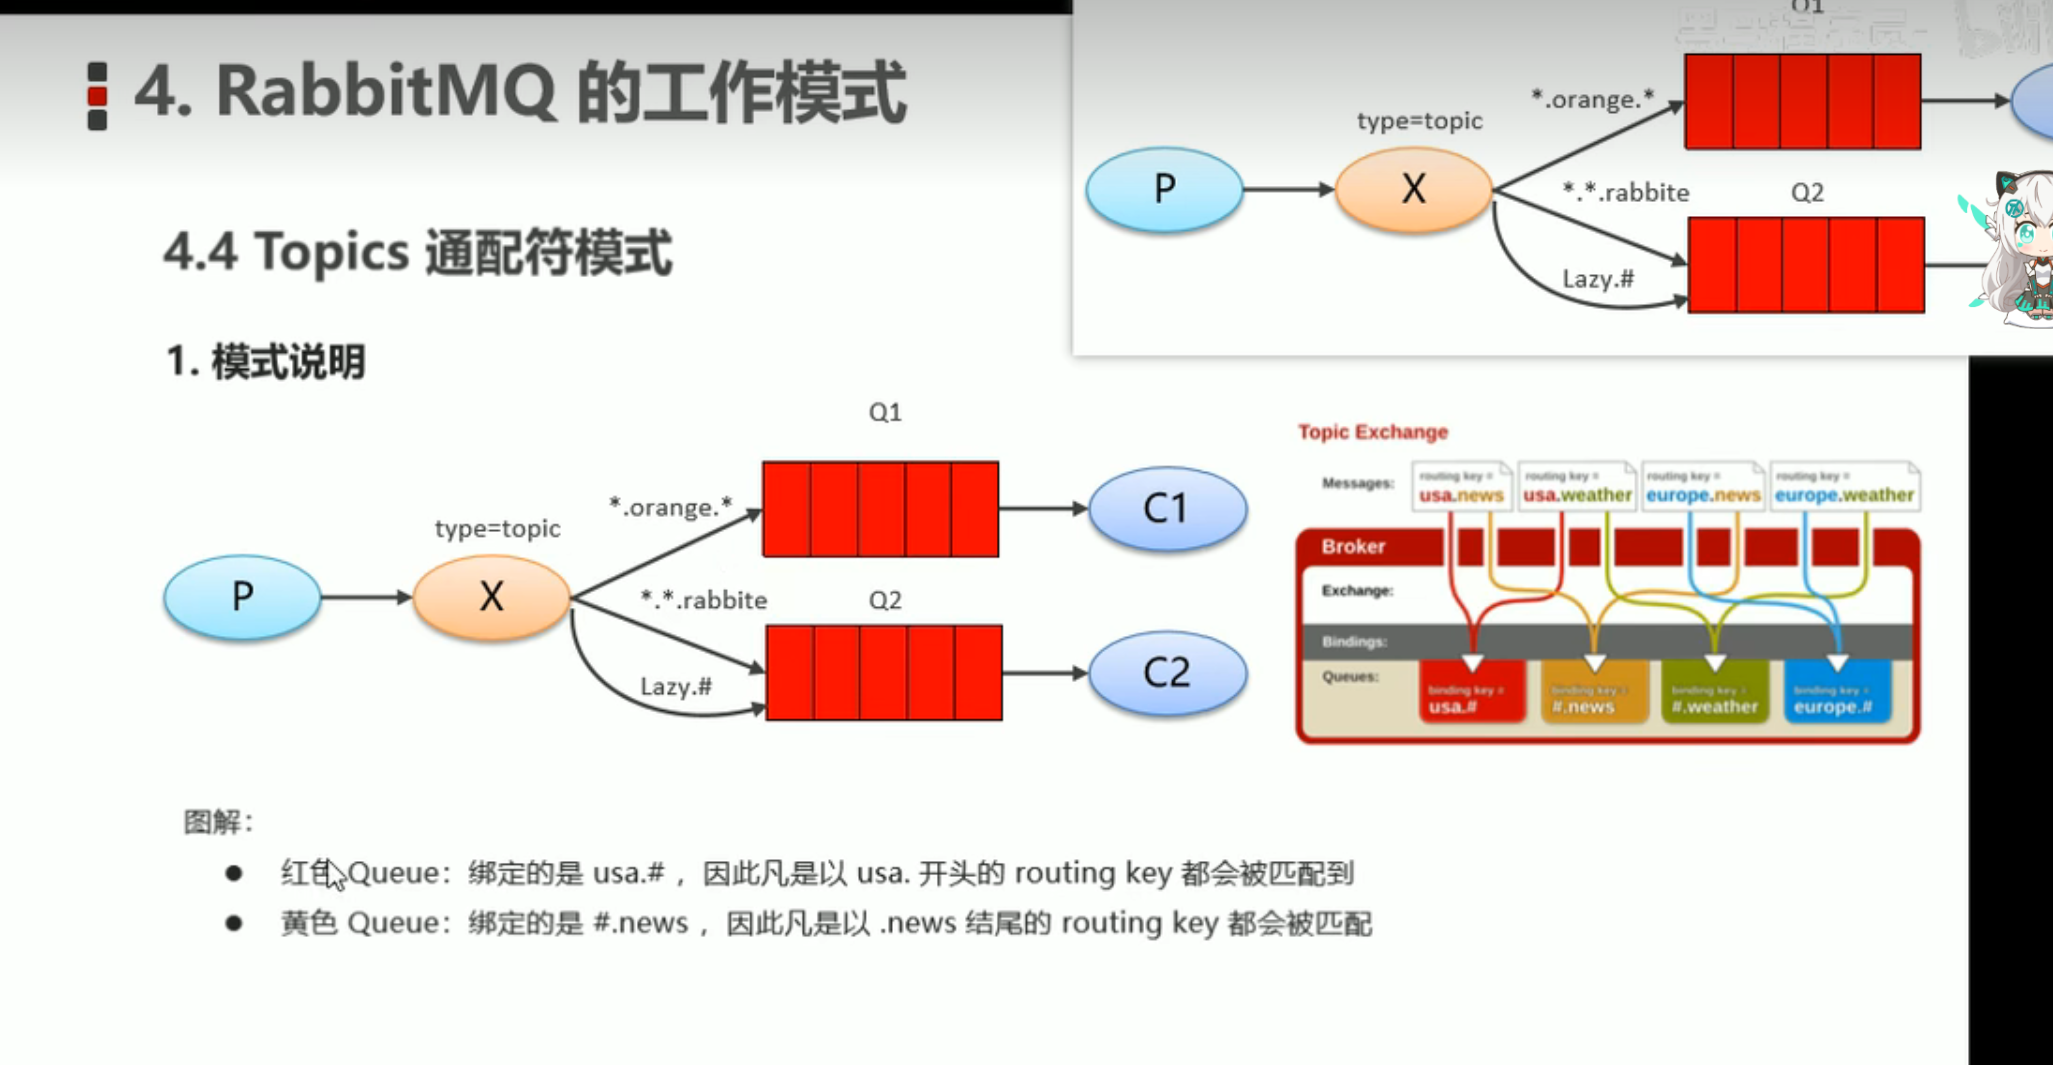 4. RabbitMQ 的工作模式
Q1
*.orange.*
type=topic
P
X
*.*.rabbite
Q2
Lazy.#
4.4 Topics 通配符模式
1. 模式说明
Q1
*.orange.*
type=topic
C1
P
X
*.*.rabbite
Q2
Lazy.#
C2
Topic Exchange
Messages:
routing key =
usa.news
routing key =
usa.weather
routing key =
europe.news
routing key =
europe.weather
Broker
Exchange:
Bindings:
Queues:
binding key =
usa.#
binding key =
#.news
binding key =
#.weather
binding key =
europe.#
图解：
● 红色 Queue：绑定的是 usa.# ，因此凡是以 usa. 开头的 routing key 都会被匹配到
● 黄色 Queue：绑定的是 #.news ，因此凡是以 .news 结尾的 routing key 都会被匹配